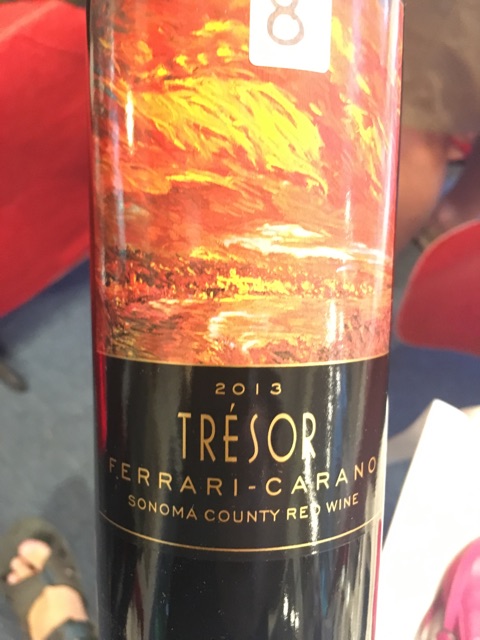 8
2013
TRÉSOR
FERRARI-CARANO
SONOMA COUNTY RED WINE